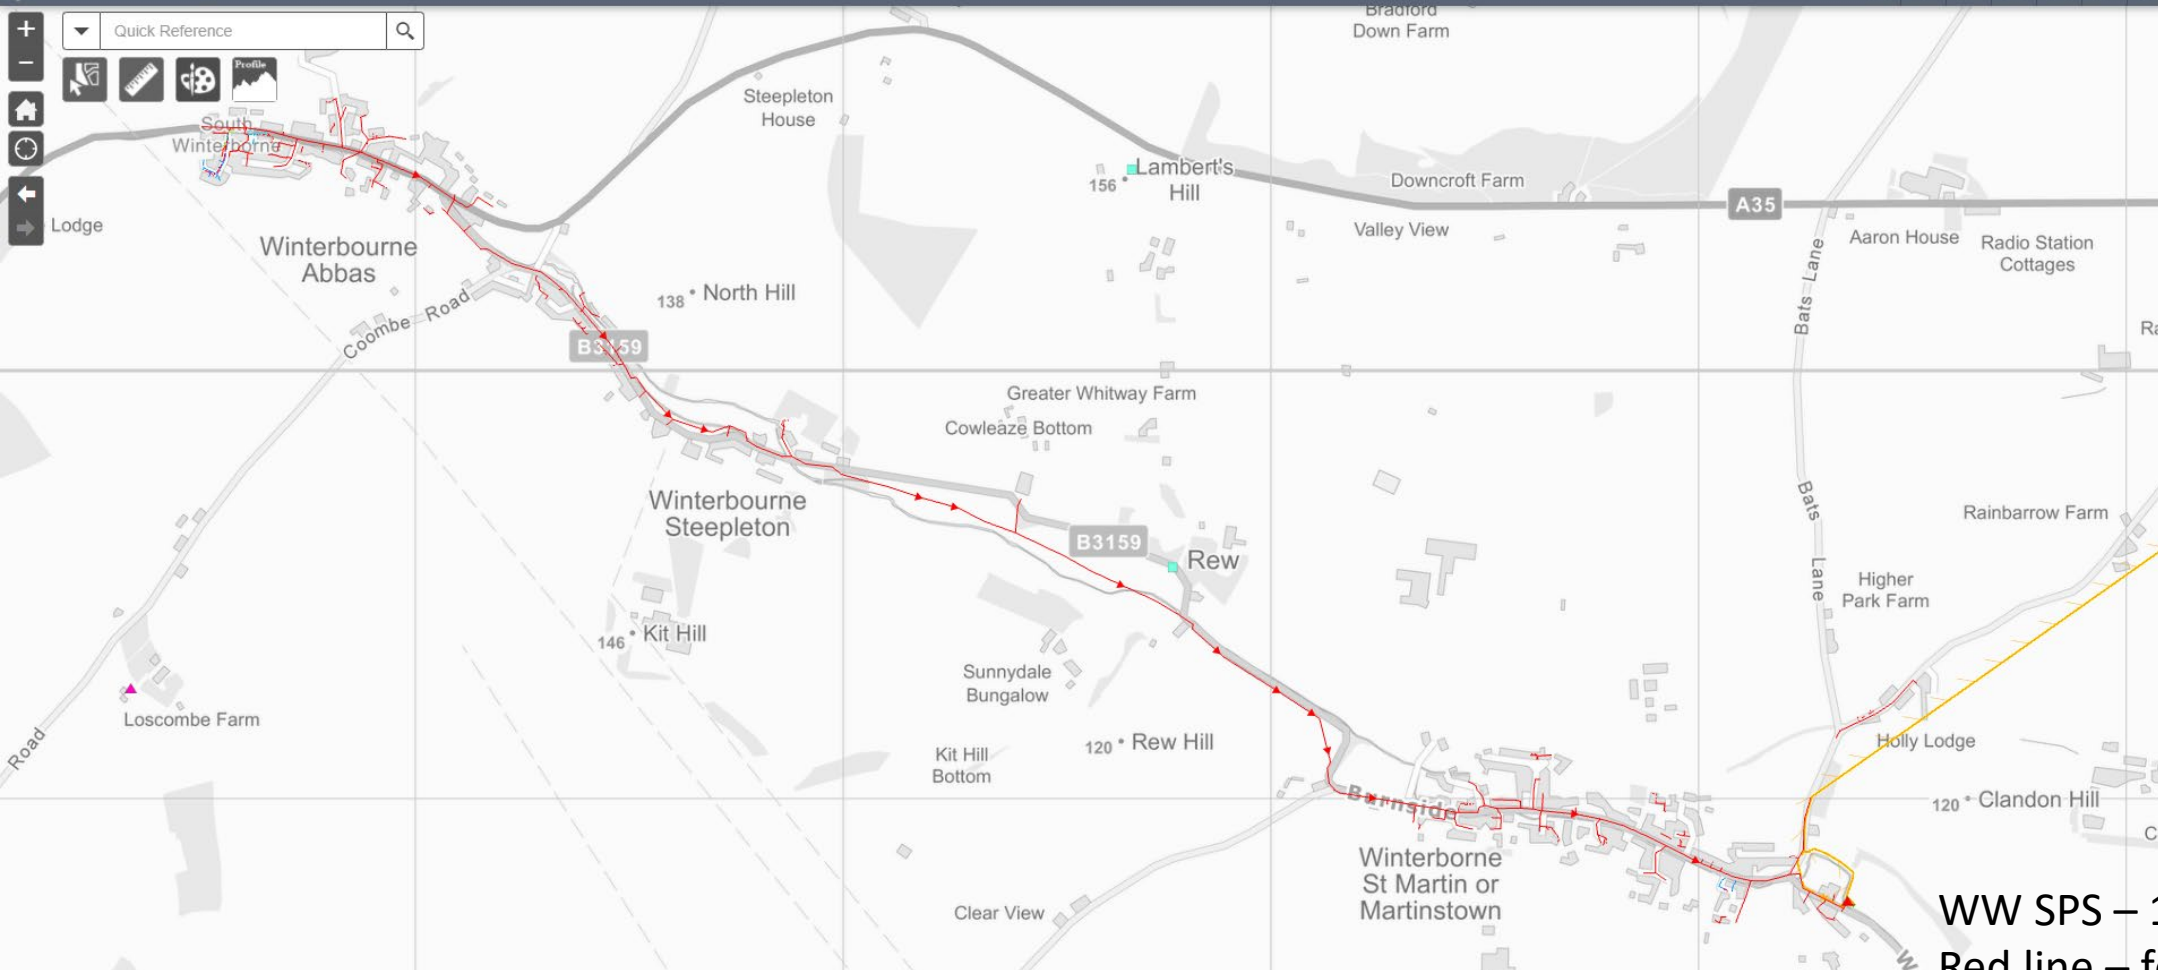 +
Quick Reference
−
Profile
Bradford
Down Farm
Steepleton
House
South
Winterborne
Lambert's
Hill
156
Downcroft Farm
A35
Lodge
Valley View
Aaron House
Radio Station
Cottages
Winterbourne
Abbas
Bats Lane
138 North Hill
Coombe Road
B3159
Greater Whitway Farm
Cowleaze Bottom
Winterbourne
Steepleton
Bats Lane
Rainbarrow Farm
B3159
Rew
Higher
Park Farm
146 Kit Hill
Sunnydale
Bungalow
Loscombe Farm
Road
120 Rew Hill
Holly Lodge
Kit Hill
Bottom
Burnside
120 Clandon Hill
Winterborne
St Martin or
Martinstown
Clear View
WW SPS –
Red line –